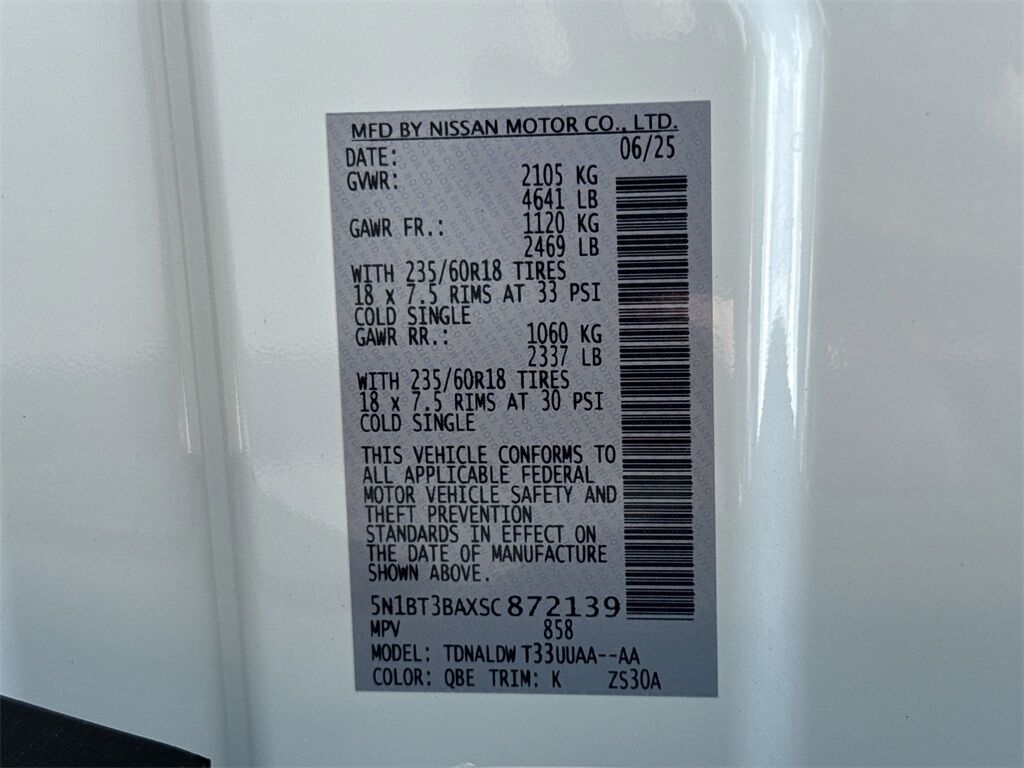 MFD BY NISSAN MOTOR CO., LTD.
DATE: 06/25
GVWR: 2105 KG
4641 LB
GAWR FR.: 1120 KG
2469 LB
WITH 235/60R18 TIRES
18 x 7.5 RIMS AT 33 PSI
COLD SINGLE
GAWR RR.: 1060 KG
2337 LB
WITH 235/60R18 TIRES
18 x 7.5 RIMS AT 30 PSI
COLD SINGLE
THIS VEHICLE CONFORMS TO
ALL APPLICABLE FEDERAL
MOTOR VEHICLE SAFETY AND
THEFT PREVENTION
STANDARDS IN EFFECT ON
THE DATE OF MANUFACTURE
SHOWN ABOVE.
5N1BT3BAXSC872139
MPV 858
MODEL: TDNALDW T33UUAA--AA
COLOR: QBE TRIM: K ZS30A